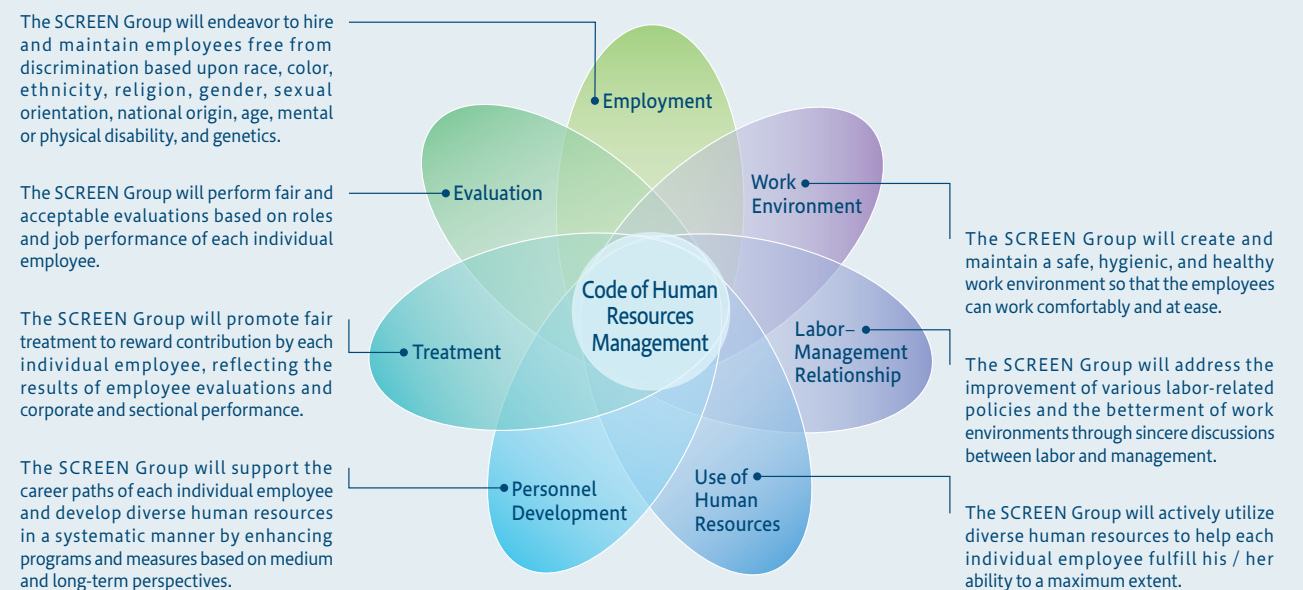 The SCREEN Group will endeavor to hire
and maintain employees free from
discrimination based upon race, color,
ethnicity, religion, gender, sexual
orientation, national origin, age, mental
or physical disability, and genetics.
The SCREEN Group will perform fair and
acceptable evaluations based on roles
and job performance of each individual
employee.
The SCREEN Group will promote fair
treatment to reward contribution by each
individual employee, reflecting the
results of employee evaluations and
corporate and sectional performance.
The SCREEN Group will support the
career paths of each individual employee
and develop diverse human resources
in a systematic manner by enhancing
programs and measures based on medium
and long-term perspectives.
Employment
Evaluation
Work
Environment
Code of Human
Resources
Management
Treatment
Labor–
Management
Relationship
Personnel
Development
Use of
Human
Resources
The SCREEN Group will create and
maintain a safe, hygienic, and healthy
work environment so that the employees
can work comfortably and at ease.
The SCREEN Group will address the
improvement of various labor-related
policies and the betterment of work
environments through sincere discussions
between labor and management.
The SCREEN Group will actively utilize
diverse human resources to help each
individual employee fulfill his / her
ability to a maximum extent.